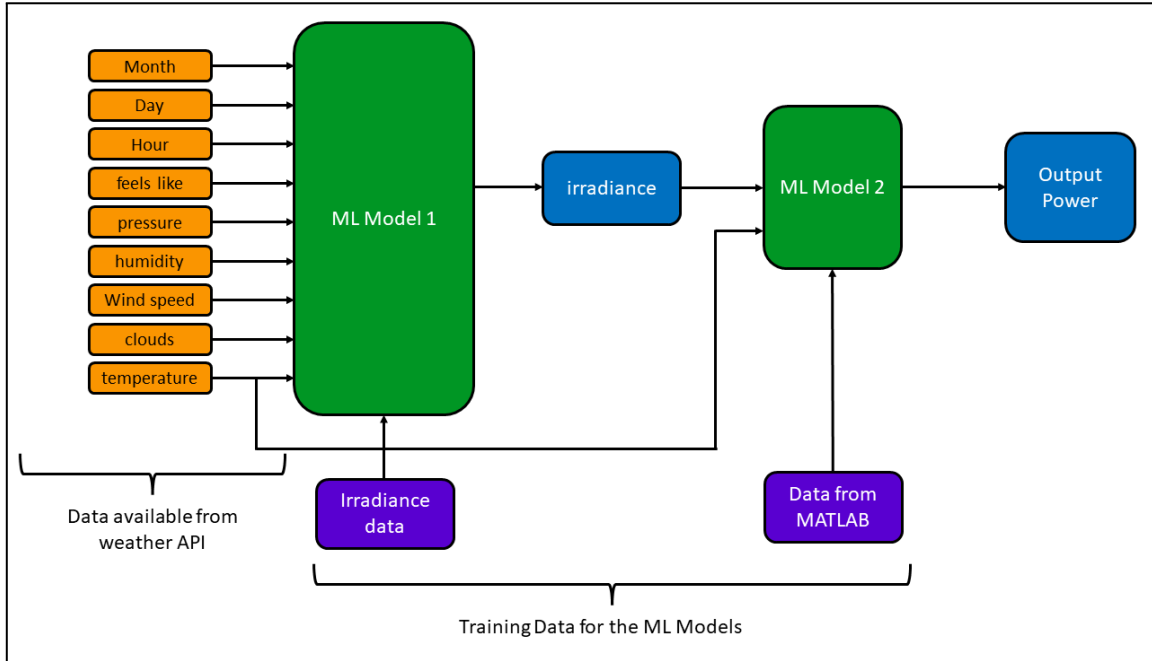 Month
Day
Hour
feels like
pressure
humidity
Wind speed
clouds
temperature
ML Model 1
irradiance
ML Model 2
Output
Power
Irradiance
data
Data from
MATLAB
Data available from
weather API
Training Data for the ML Models